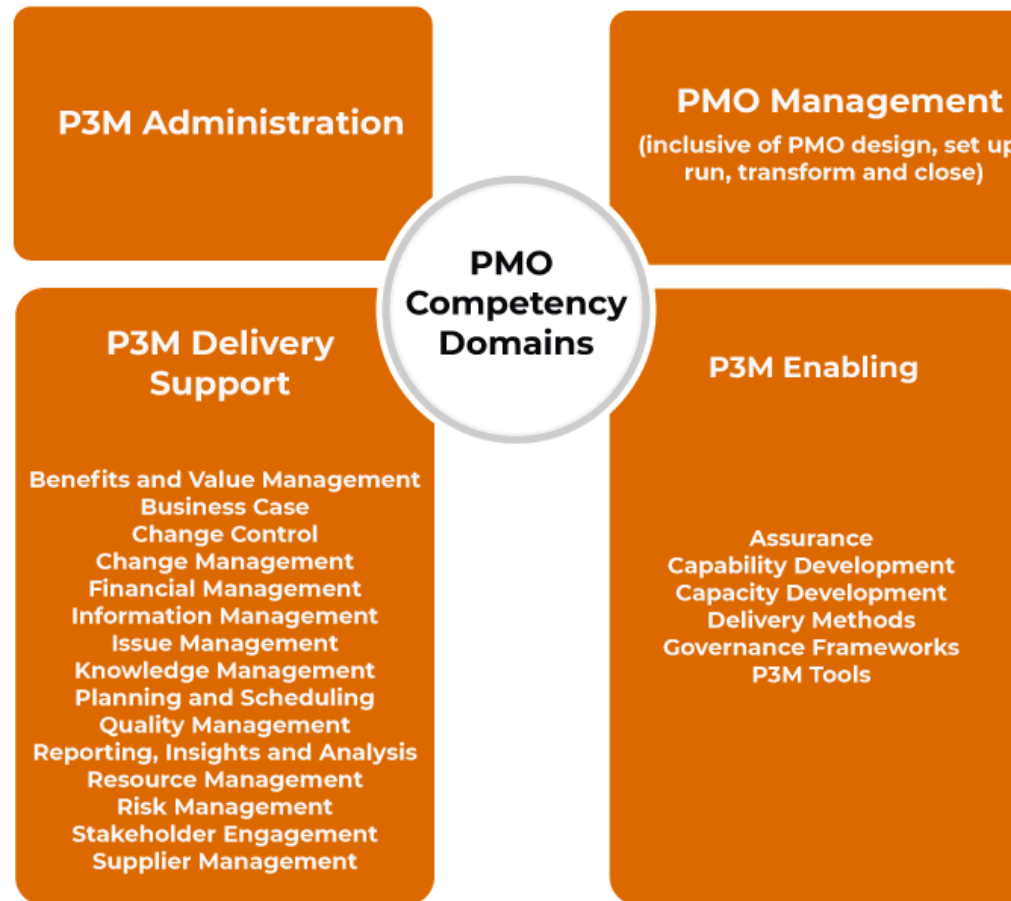 P3M Administration
PMO Management
(inclusive of PMO design, set up
run, transform and close)
PMO
Competency
Domains
P3M Delivery
Support
Benefits and Value Management
Business Case
Change Control
Change Management
Financial Management
Information Management
Issue Management
Knowledge Management
Planning and Scheduling
Quality Management
Reporting, Insights and Analysis
Resource Management
Risk Management
Stakeholder Engagement
Supplier Management
P3M Enabling
Assurance
Capability Development
Capacity Development
Delivery Methods
Governance Frameworks
P3M Tools